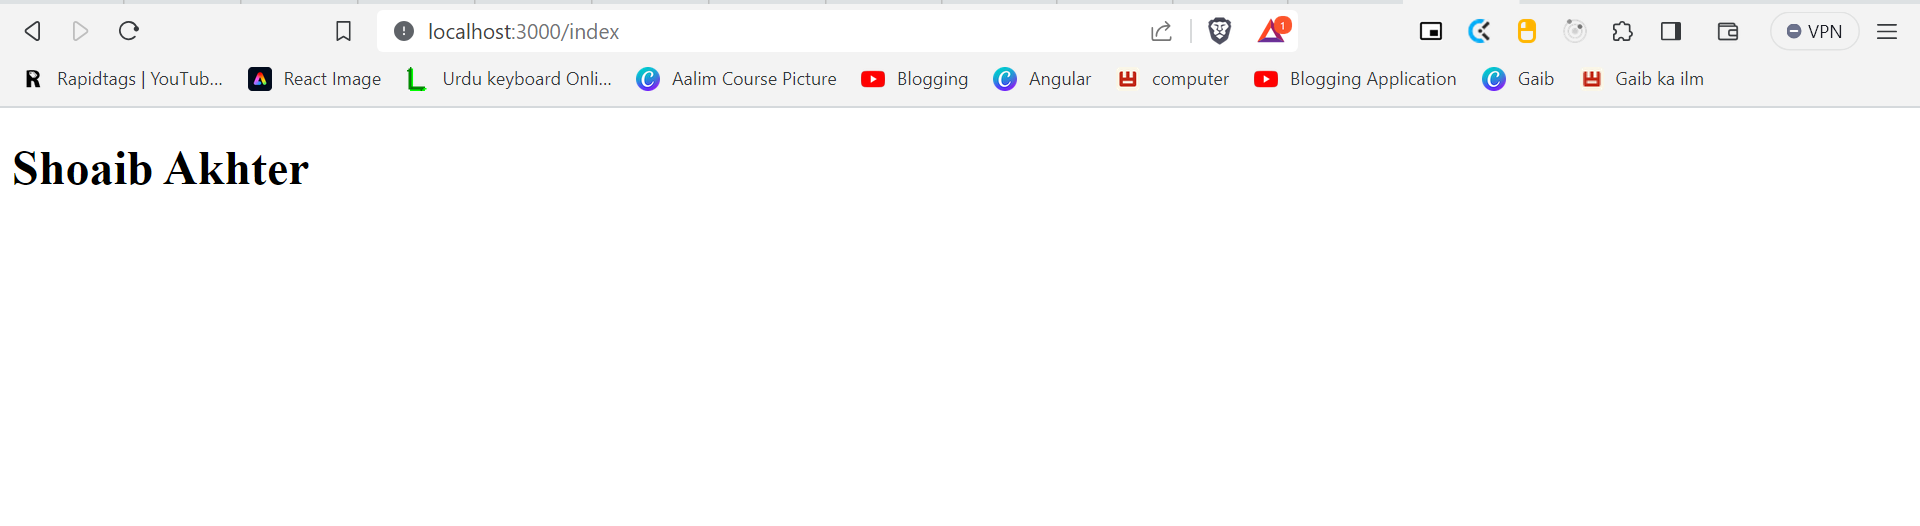 localhost:3000/index
1
VPN
Rapidtags | YouTub... React Image Urdu keyboard Onli... Aalim Course Picture Blogging Angular computer Blogging Application Gaib Gaib ka ilm
Shoaib Akhter